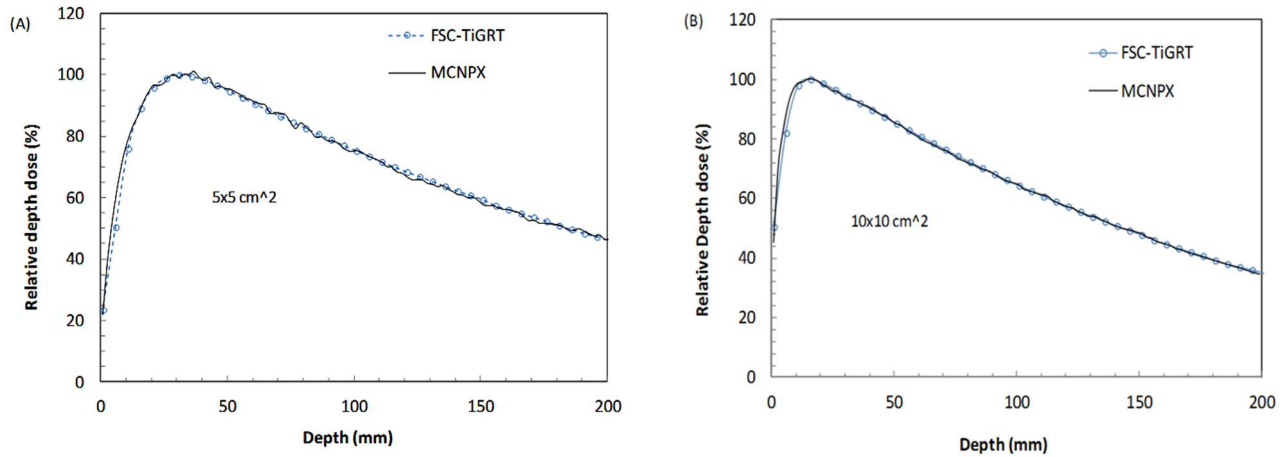 (A)
120
100
80
60
40
20
0
Relative depth dose (%)
FSC-TiGRT
MCNPX
5x5 cm^2
0 50 100 150 200
Depth (mm)
(B)
120
100
80
60
40
20
0
Relative Depth dose (%)
FSC-TiGRT
MCNPX
10x10 cm^2
0 50 100 150 200
Depth (mm)